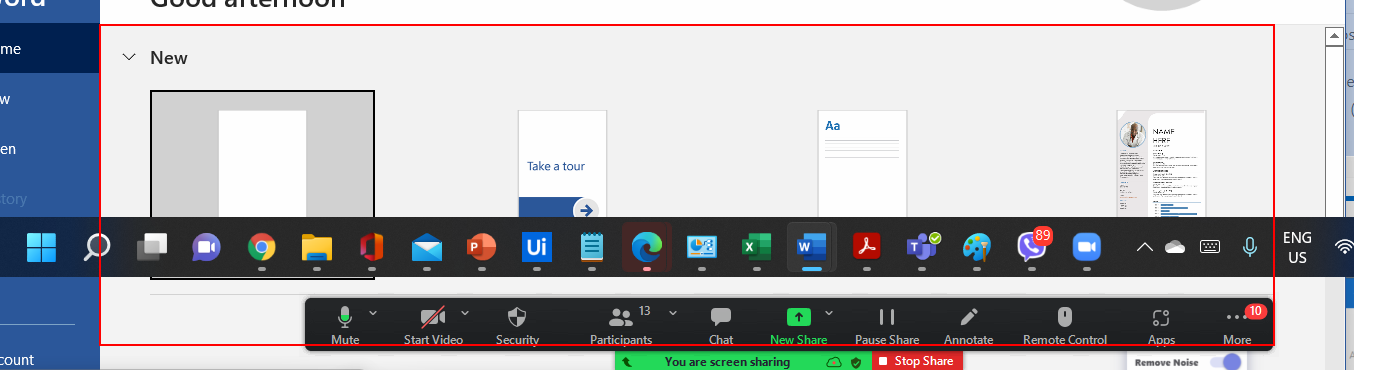 ord
Good afternoon
me
New
w
en
Take a tour
Aa
NAME
HERE
story
Ui
89
ENG
US
13
10
Mute
Start Video
Security
Participants
Chat
New Share
Pause Share
Annotate
Remote Control
Apps
More
count
You are screen sharing
Stop Share
Remove Noise